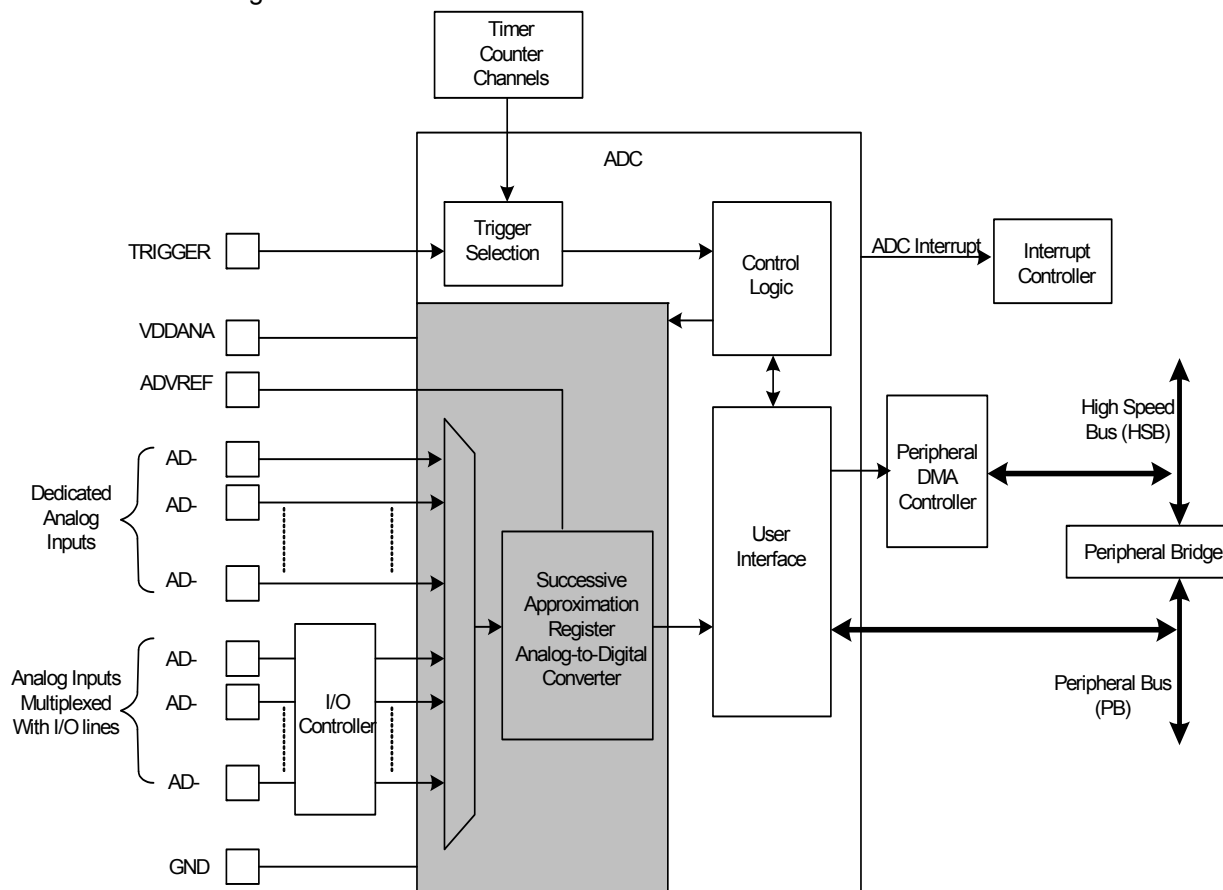 Timer
Counter
Channels
ADC
TRIGGER
Trigger
Selection
Control
Logic
ADC Interrupt
Interrupt
Controller
VDDANA
ADVREF
Dedicated
Analog
Inputs
AD-
AD-
AD-
Analog Inputs
Multiplexed
With I/O lines
AD-
AD-
AD-
I/O
Controller
Successive
Approximation
Register
Analog-to-Digital
Converter
User
Interface
Peripheral
DMA
Controller
High Speed
Bus (HSB)
Peripheral Bridge
Peripheral Bus
(PB)
GND